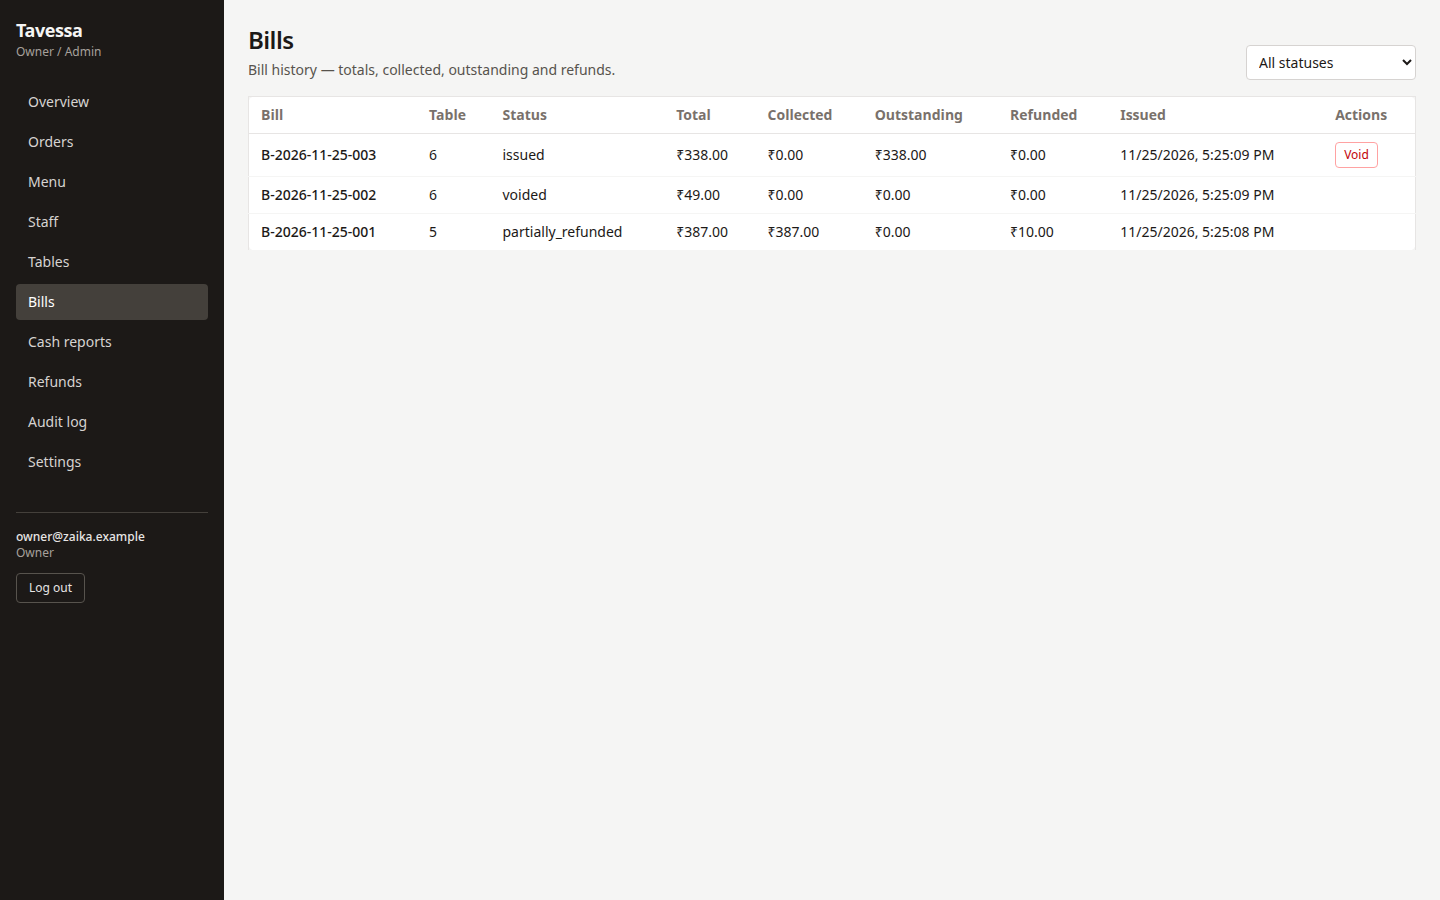 Tavessa
Owner / Admin
Overview
Orders
Menu
Staff
Tables
Bills
Cash reports
Refunds
Audit log
Settings
owner@zaika.example
Owner
Log out
Bills
Bill history — totals, collected, outstanding and refunds.
All statuses
Bill Table Status Total Collected Outstanding Refunded Issued Actions
B-2026-11-25-003 6 issued ₹338.00 ₹0.00 ₹338.00 ₹0.00 11/25/2026, 5:25:09 PM Void
B-2026-11-25-002 6 voided ₹49.00 ₹0.00 ₹0.00 ₹0.00 11/25/2026, 5:25:09 PM
B-2026-11-25-001 5 partially_refunded ₹387.00 ₹387.00 ₹0.00 ₹10.00 11/25/2026, 5:25:08 PM